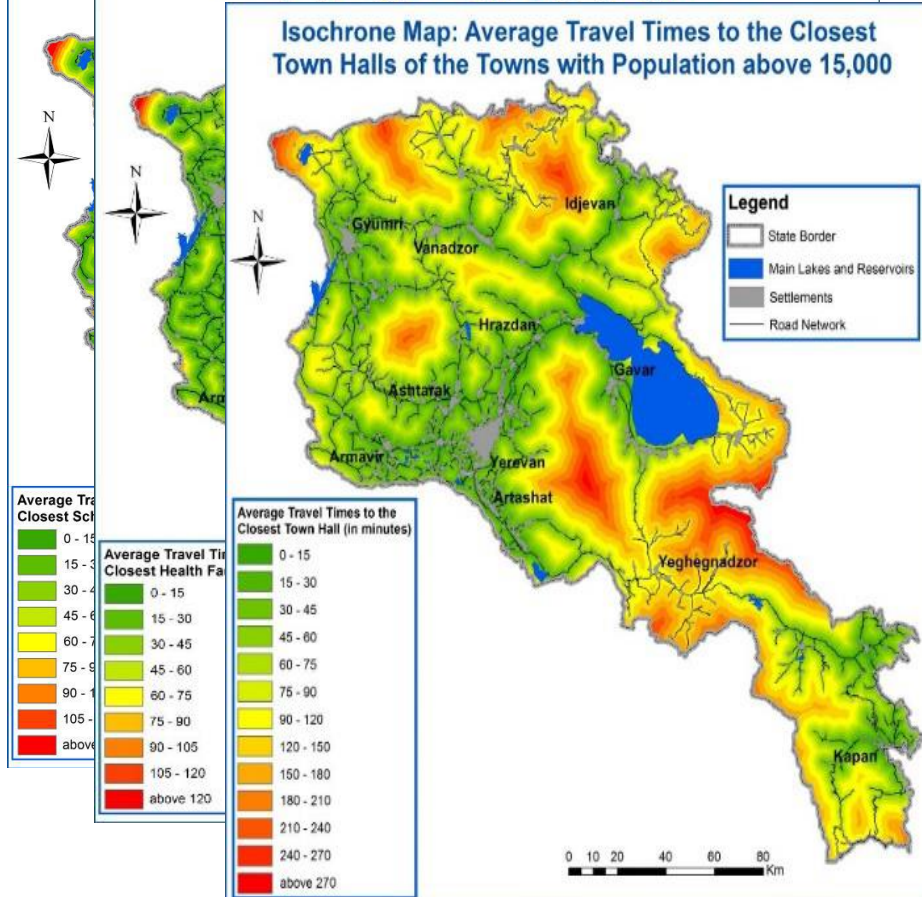 Isochrone Map: Average Travel Times to the Closest
Town Halls of the Towns with Population above 15,000
N
N
N
Gyumri
Vanadzor
Idjevan
Hrazdan
Gavar
Ashtarak
Armavir
Yerevan
Artashat
Yeghegnadzor
Kapan
Legend
State Border
Main Lakes and Reservoirs
Settlements
Road Network
Average Travel Times to the
Closest Town Hall (in minutes)
0 - 15
15 - 30
30 - 45
45 - 60
60 - 75
75 - 90
90 - 120
120 - 150
150 - 180
180 - 210
210 - 240
240 - 270
above 270
0 10 20 40 60 80
Km
Arm
Average Travel Tim
Closest Health Fa
0 - 15
15 - 30
30 - 45
45 - 60
60 - 75
75 - 90
90 - 105
105 - 120
above 120
Average Tra
Closest Sch
0 - 15
15 - 3
30 - 4
45 - 6
60 - 7
75 - 9
90 - 1
105 -
above